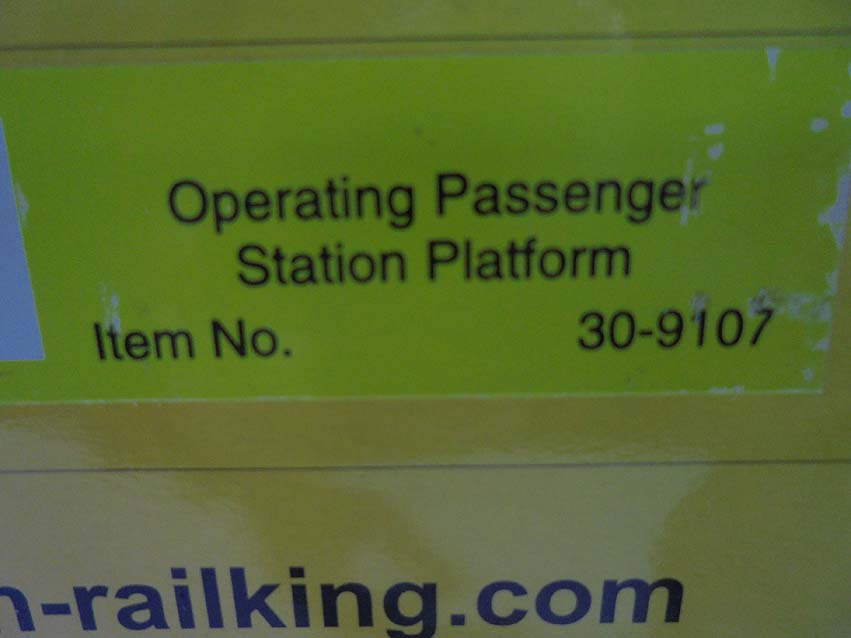 Operating Passenger
Station Platform
Item No. 30-9107
-railking.com